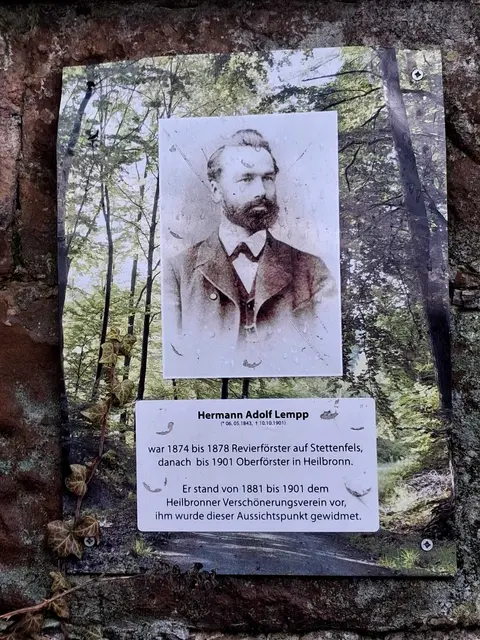 Hermann Adolf Lempp
(* 06. 05.1843, † 10.10.1901)
war 1874 bis 1878 Revierförster auf Stettenfels,
danach bis 1901 Oberförster in Heilbronn.
Er stand von 1881 bis 1901 dem
Heilbronner Verschönerungsverein vor,
ihm wurde dieser Aussichtspunkt gewidmet.